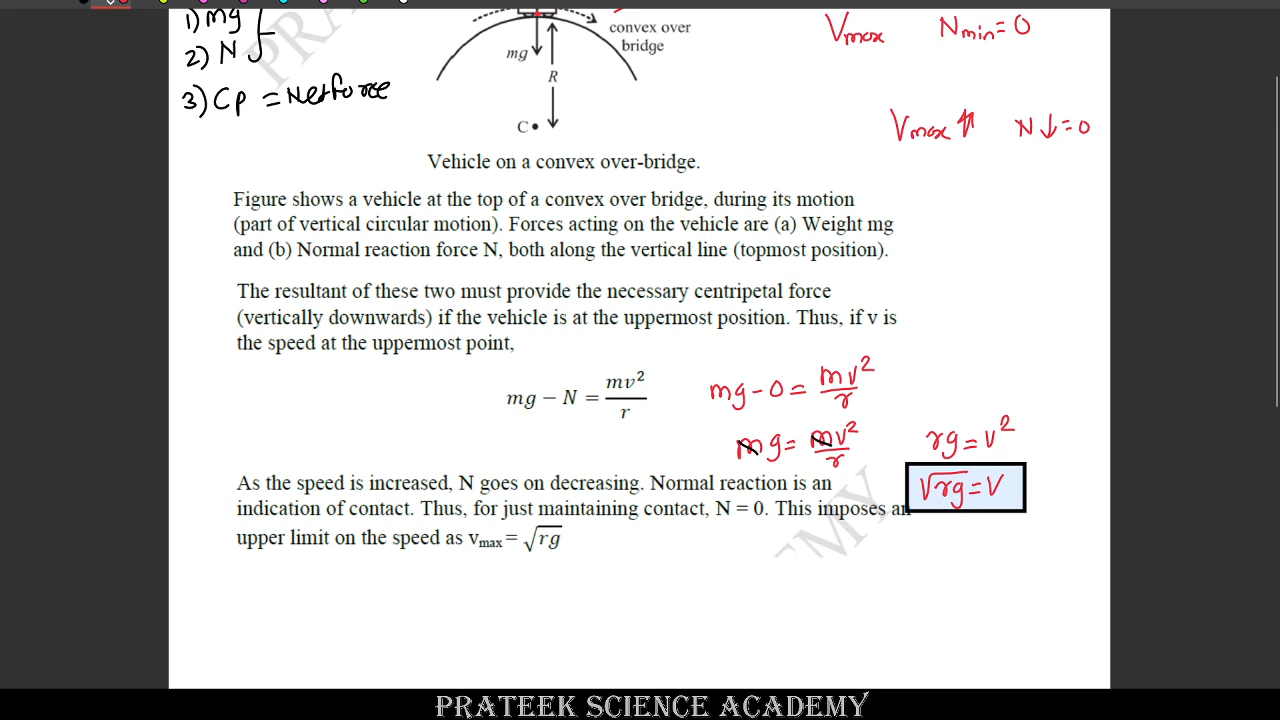 1) mg
2) N
3) Cp = Netforce
mg
R
C
convex over
bridge
Vmax Nmin = 0
Vmax ↑ N ↓ = 0
Vehicle on a convex over-bridge.
Figure shows a vehicle at the top of a convex over bridge, during its motion
(part of vertical circular motion). Forces acting on the vehicle are (a) Weight mg
and (b) Normal reaction force N, both along the vertical line (topmost position).
The resultant of these two must provide the necessary centripetal force
(vertically downwards) if the vehicle is at the uppermost position. Thus, if v is
the speed at the uppermost point,
mg − N = mv²/r
mg − 0 = mv²/r
mg = mv²/r
rg = v²
√rg = v
As the speed is increased, N goes on decreasing. Normal reaction is an
indication of contact. Thus, for just maintaining contact, N = 0. This imposes an
upper limit on the speed as vmax = √rg
PRATEEK SCIENCE ACADEMY